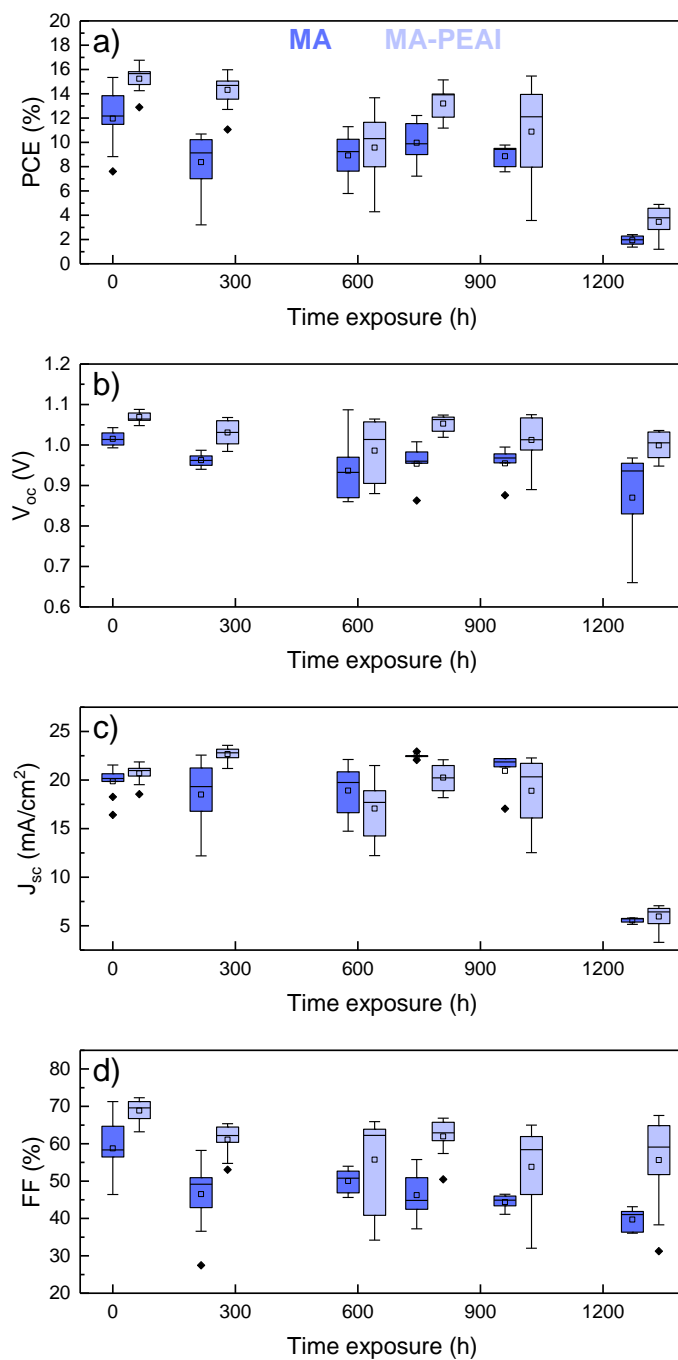 a) MA MA-PEAI
PCE (%)
20
18
16
14
12
10
8
6
4
2
0
0 300 600 900 1200
Time exposure (h)
b)
V_oc (V)
1.2
1.1
1.0
0.9
0.8
0.7
0.6
0 300 600 900 1200
Time exposure (h)
c)
J_sc (mA/cm²)
25
20
15
10
5
0 300 600 900 1200
Time exposure (h)
d)
FF (%)
80
70
60
50
40
30
20
0 300 600 900 1200
Time exposure (h)